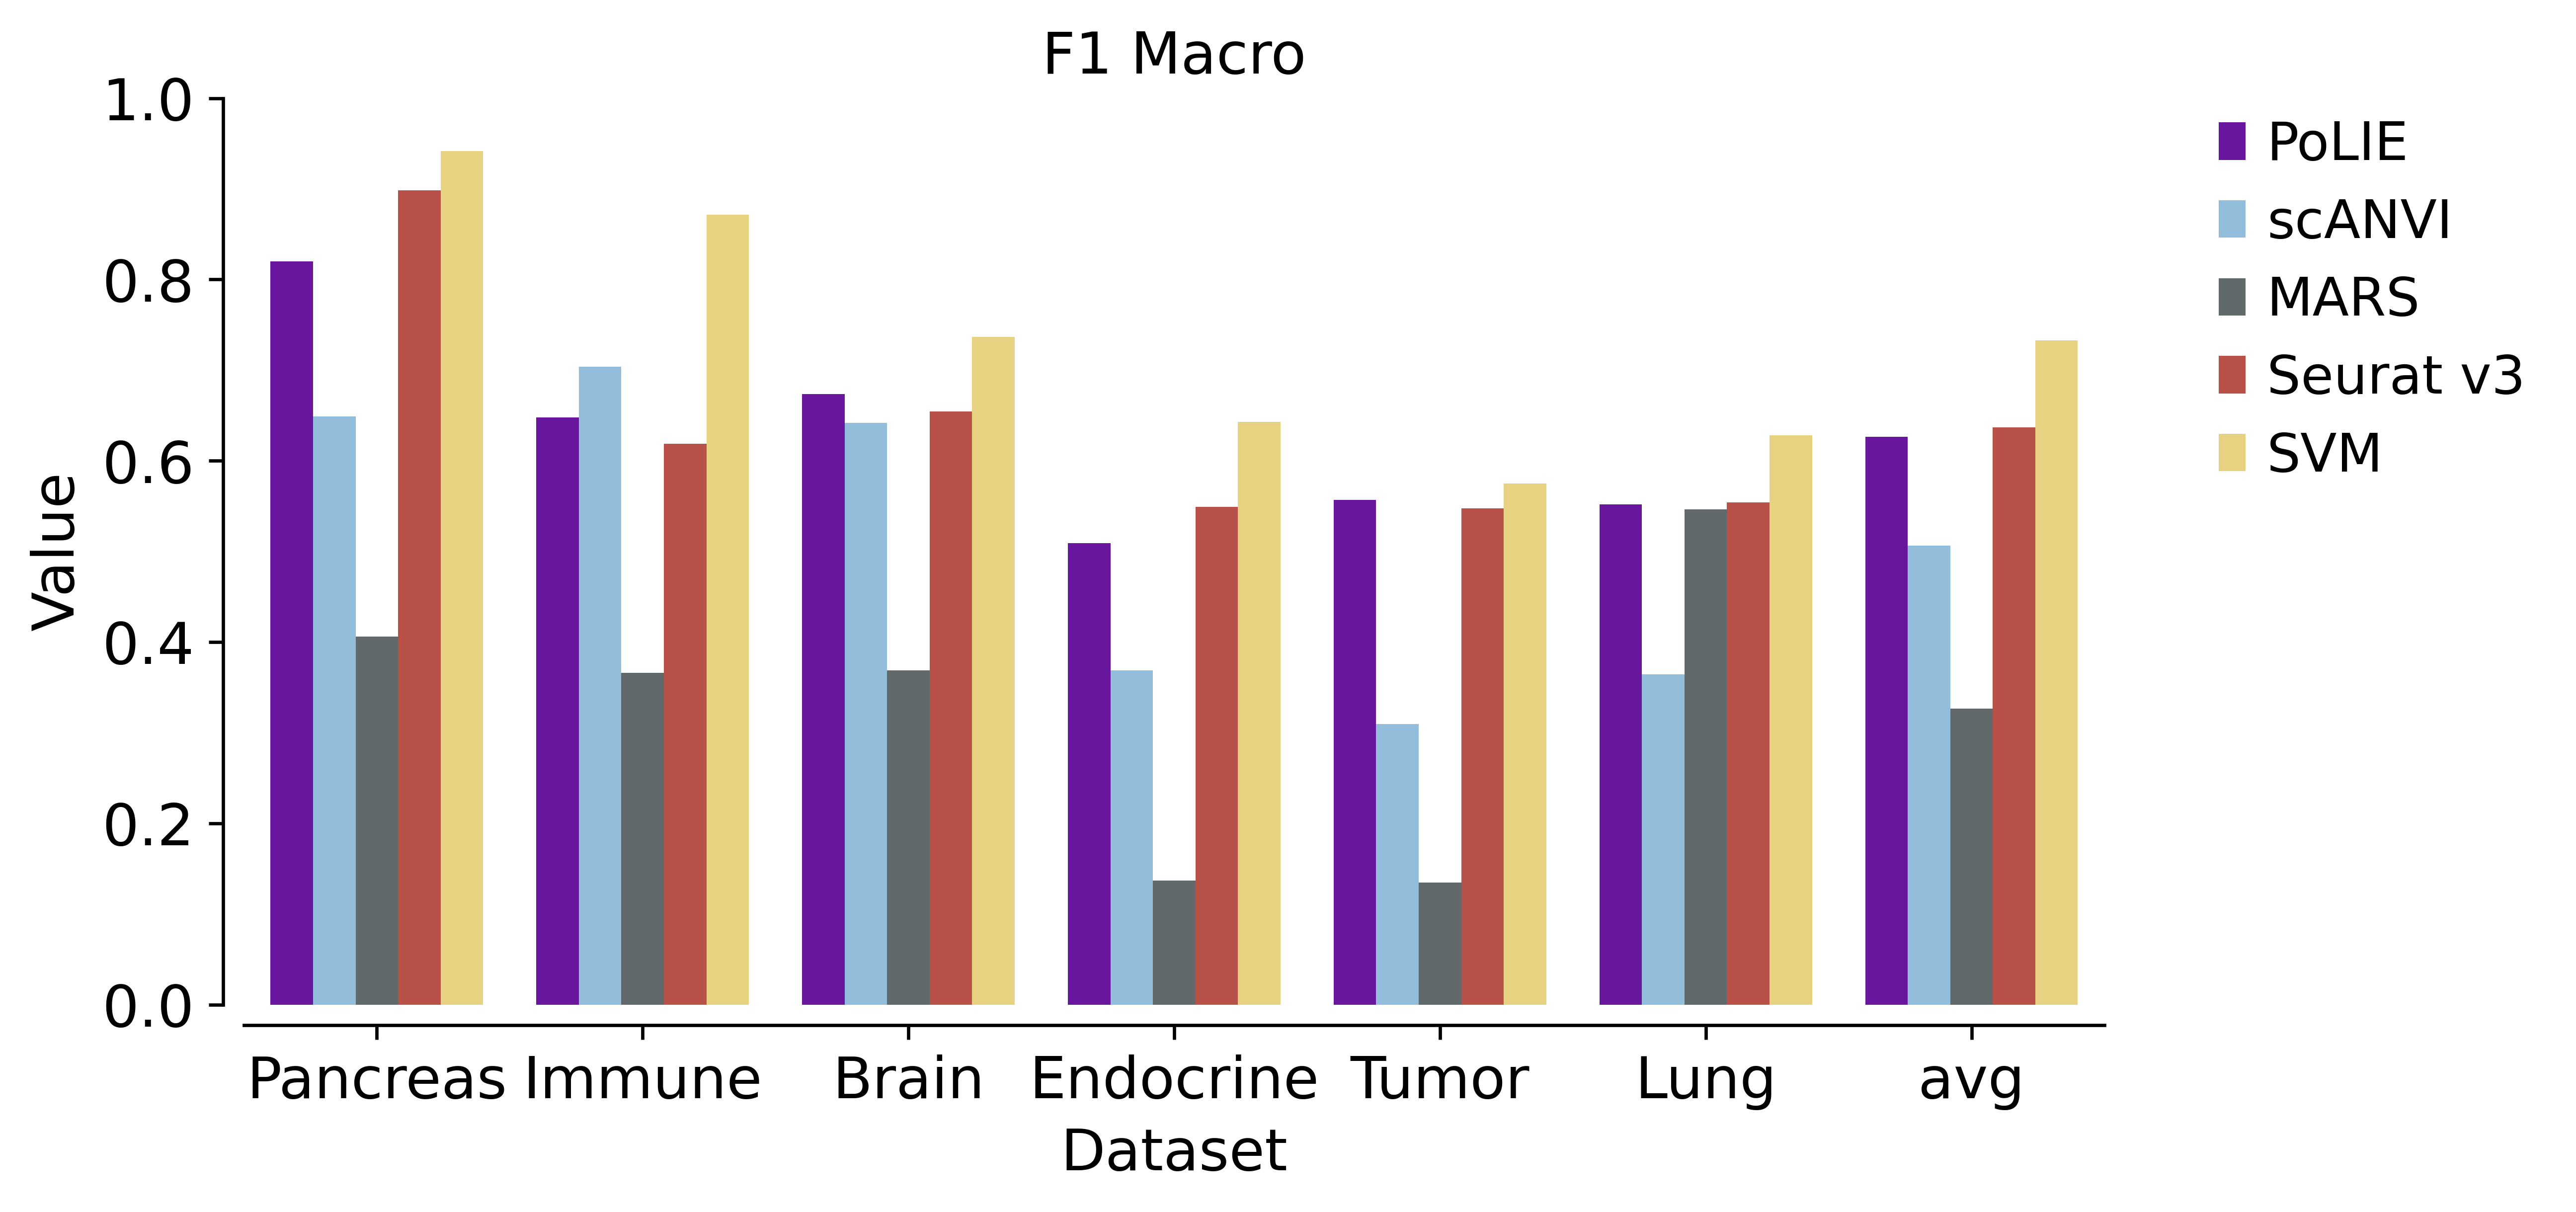 F1 Macro
1.0
0.8
0.6
0.4
0.2
0.0
Value
Pancreas Immune Brain Endocrine Tumor Lung avg
Dataset
PoLIE
scANVI
MARS
Seurat v3
SVM